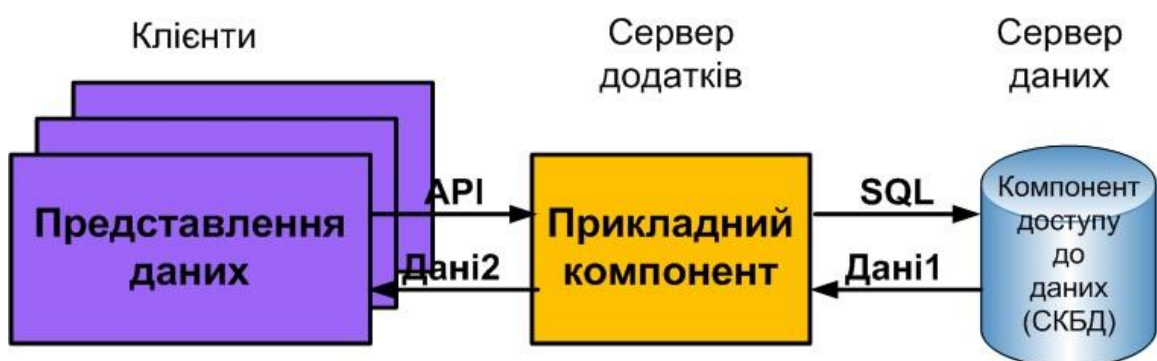 Клієнти
Сервер
додатків
Сервер
даних
Представлення
даних
API
Дані2
Прикладний
компонент
SQL
Дані1
Компонент
доступу
до
даних
(СКБД)